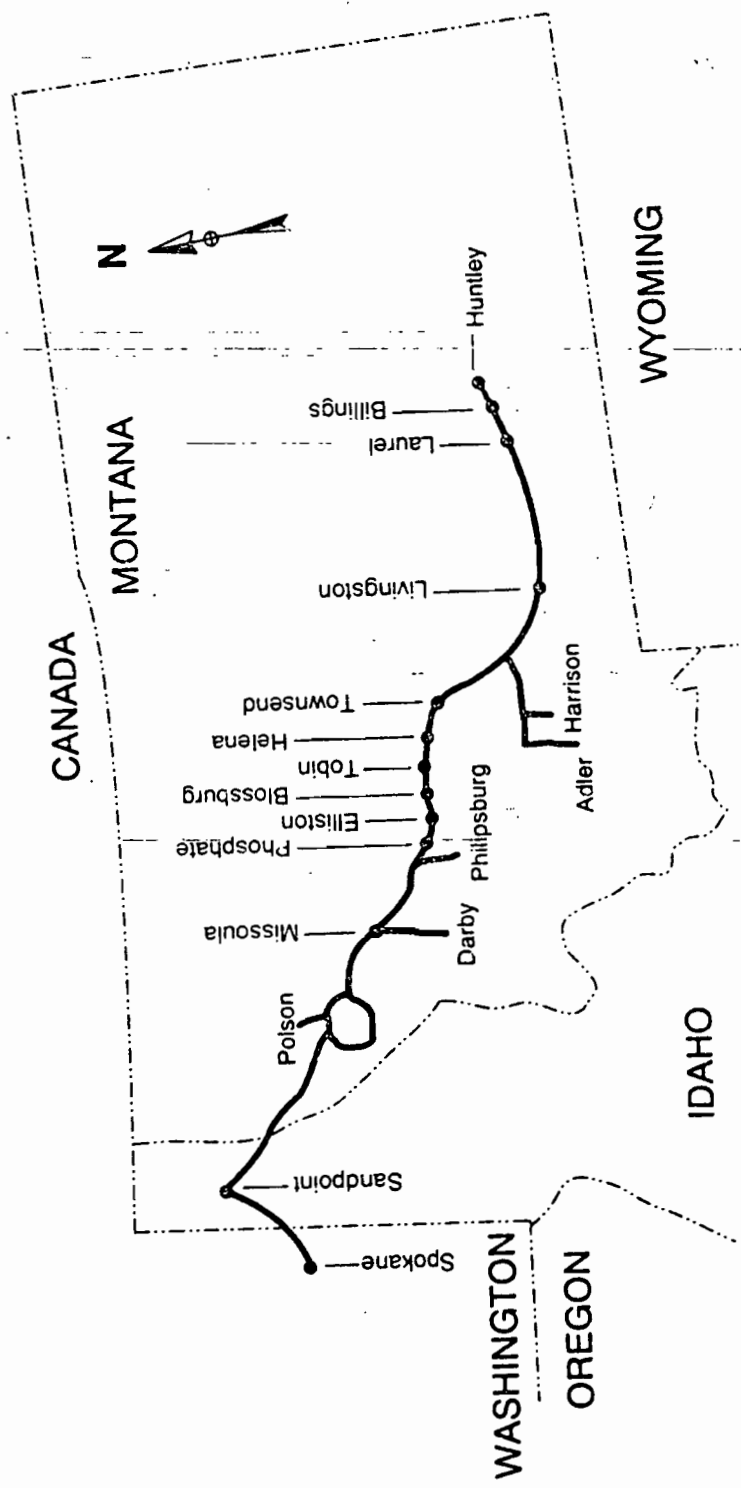 CANADA
MONTANA
N
WASHINGTON
OREGON
IDAHO
WYOMING
Spokane
Sandpoint
Polson
Missoula
Darby
Philipsburg
Phosphate
Elliston
Blossburg
Tobin
Helena
Townsend
Adler
Harrison
Livingston
Laurel
Billings
Huntley